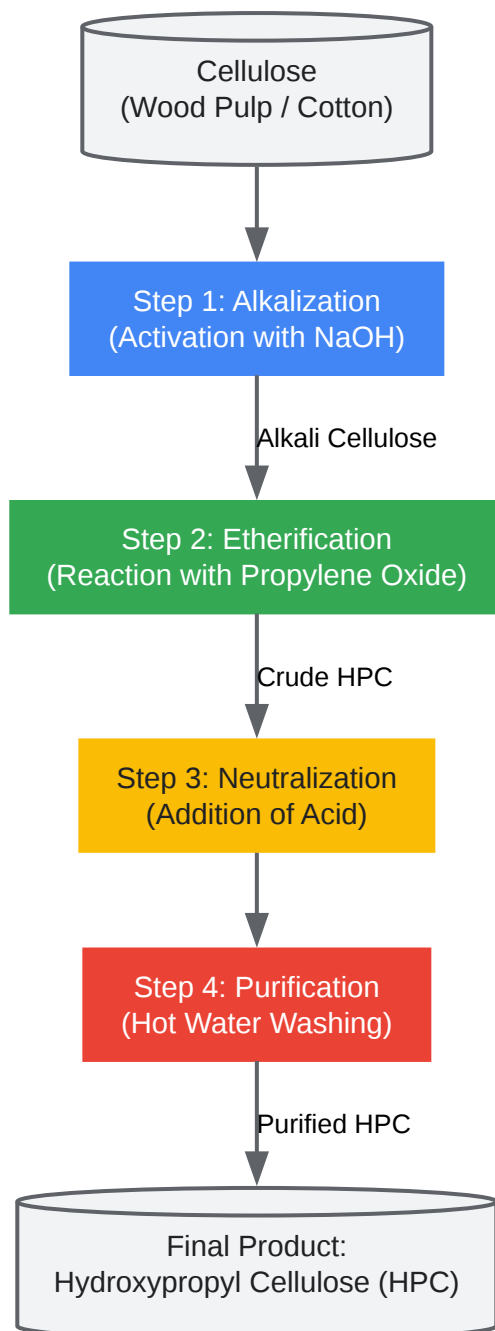 Cellulose
(Wood Pulp / Cotton)
Step 1: Alkalization
(Activation with NaOH)
Alkali Cellulose
Step 2: Etherification
(Reaction with Propylene Oxide)
Crude HPC
Step 3: Neutralization
(Addition of Acid)
Step 4: Purification
(Hot Water Washing)
Purified HPC
Final Product:
Hydroxypropyl Cellulose (HPC)